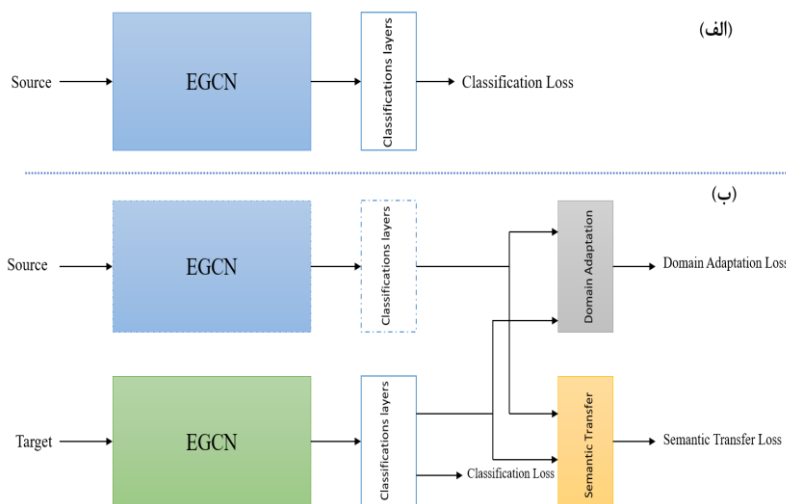 (الف)
Source
EGCN
Classifications layers
Classification Loss
(ب)
Source
EGCN
Classifications layers
Domain Adaptation
Domain Adaptation Loss
Target
EGCN
Classifications layers
Classification Loss
Semantic Transfer
Semantic Transfer Loss